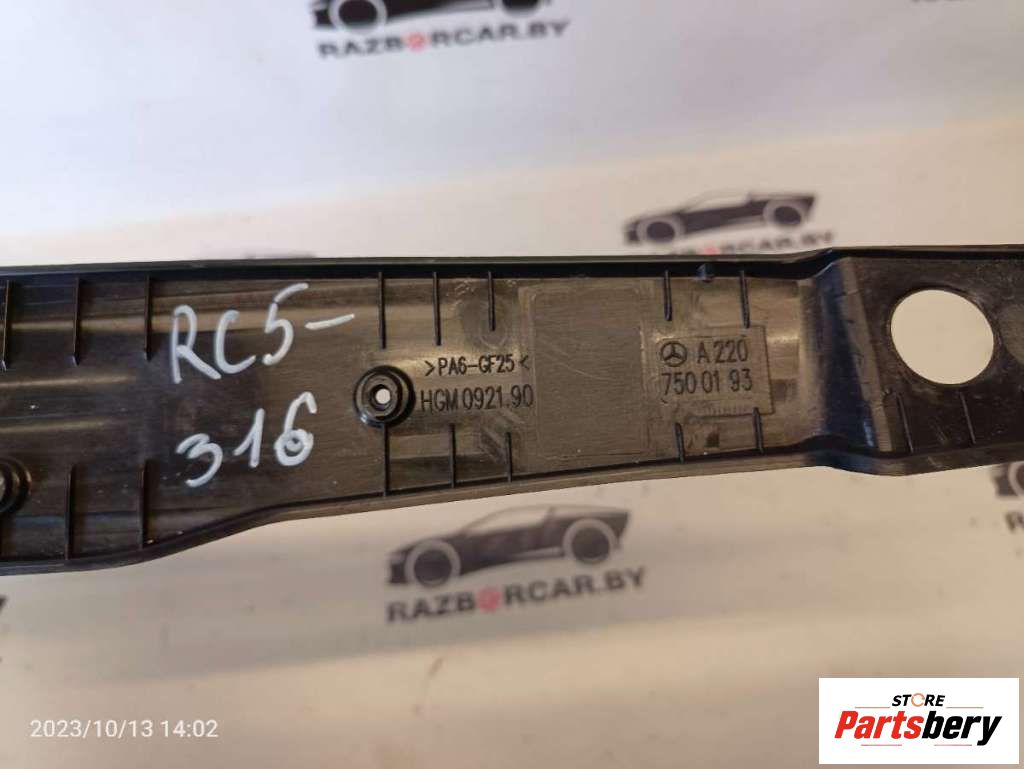 RAZBORCAR.BY
RAZBORCAR.BY
RC5-
316
>PA6-GF25<
HGM 0921.90
A 220
750 01 93
RAZBORCAR.BY
2023/10/13 14:02
STORE
Partsbery